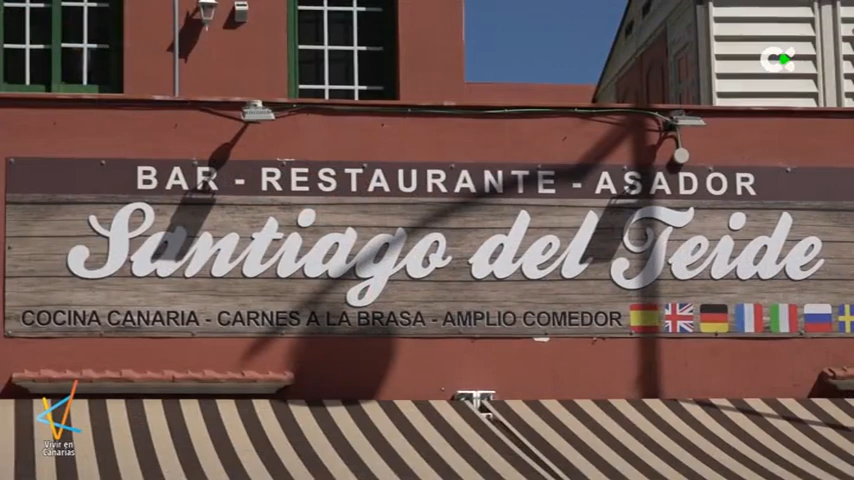 BAR - RESTAURANTE - ASADOR
Santiago del Teide
COCINA CANARIA - CARNES A LA BRASA - AMPLIO COMEDOR
Vivir en
Canarias